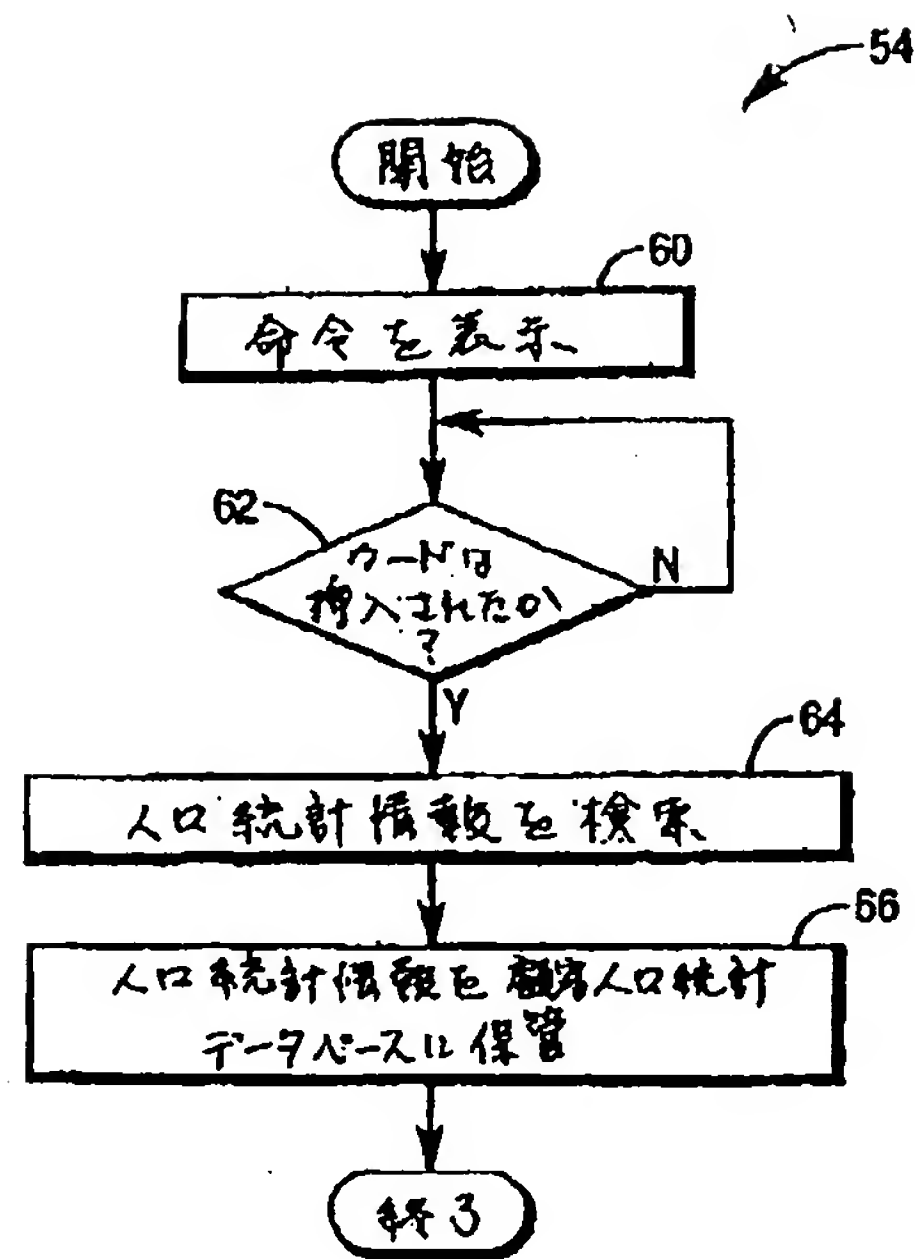 54
開始
60
命令を表示
62
カードは
挿入されたか
?
N
Y
64
人口統計情報を検索
66
人口統計情報を顧客人口統計
データベースに保管
終了